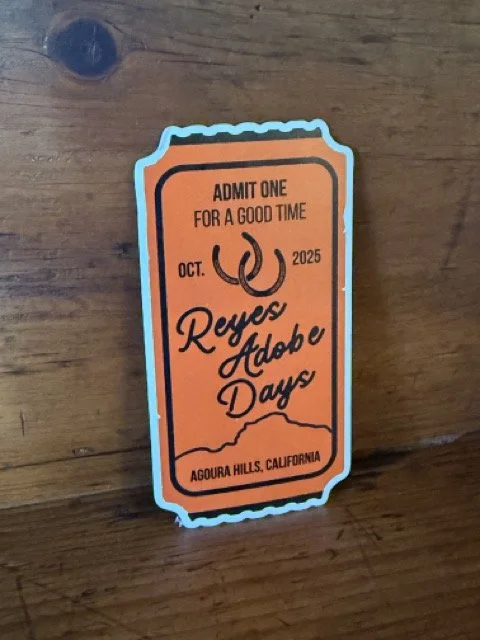 ADMIT ONE
FOR A GOOD TIME
OCT. 2025
Reyes
Adobe
Days
AGOURA HILLS, CALIFORNIA